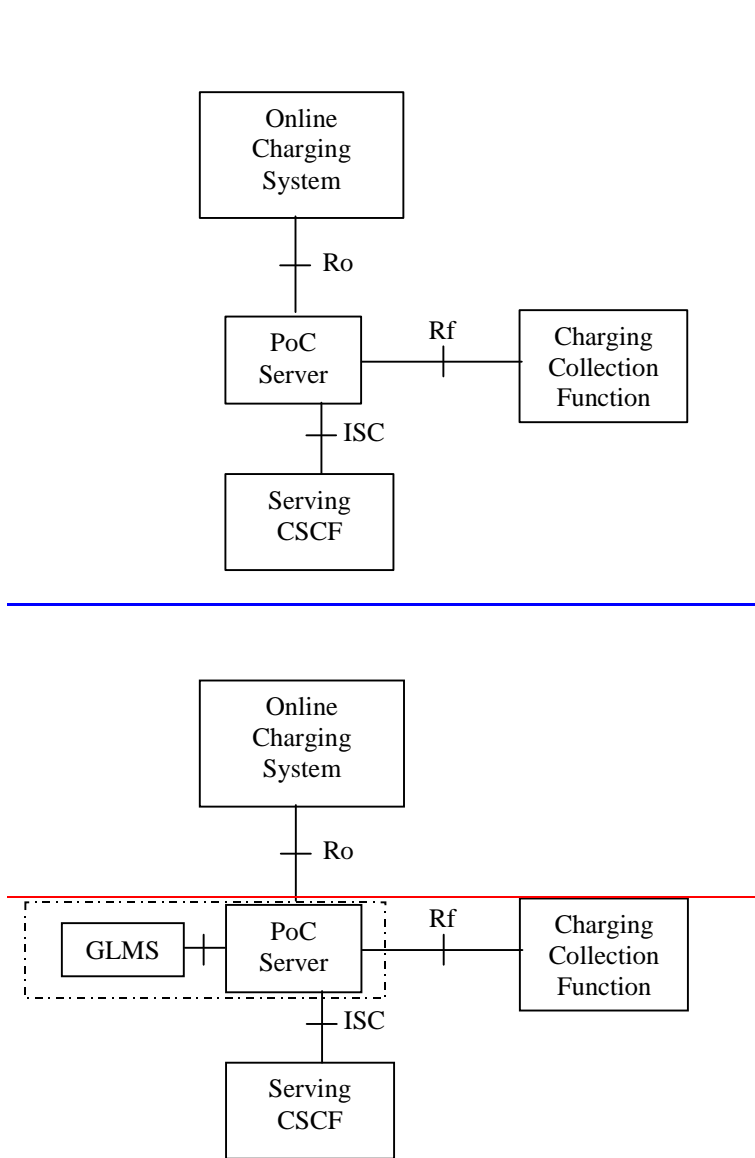 Online
Charging
System
Ro
PoC
Server
Rf
Charging
Collection
Function
ISC
Serving
CSCF
Online
Charging
System
Ro
GLMS
PoC
Server
Rf
Charging
Collection
Function
ISC
Serving
CSCF